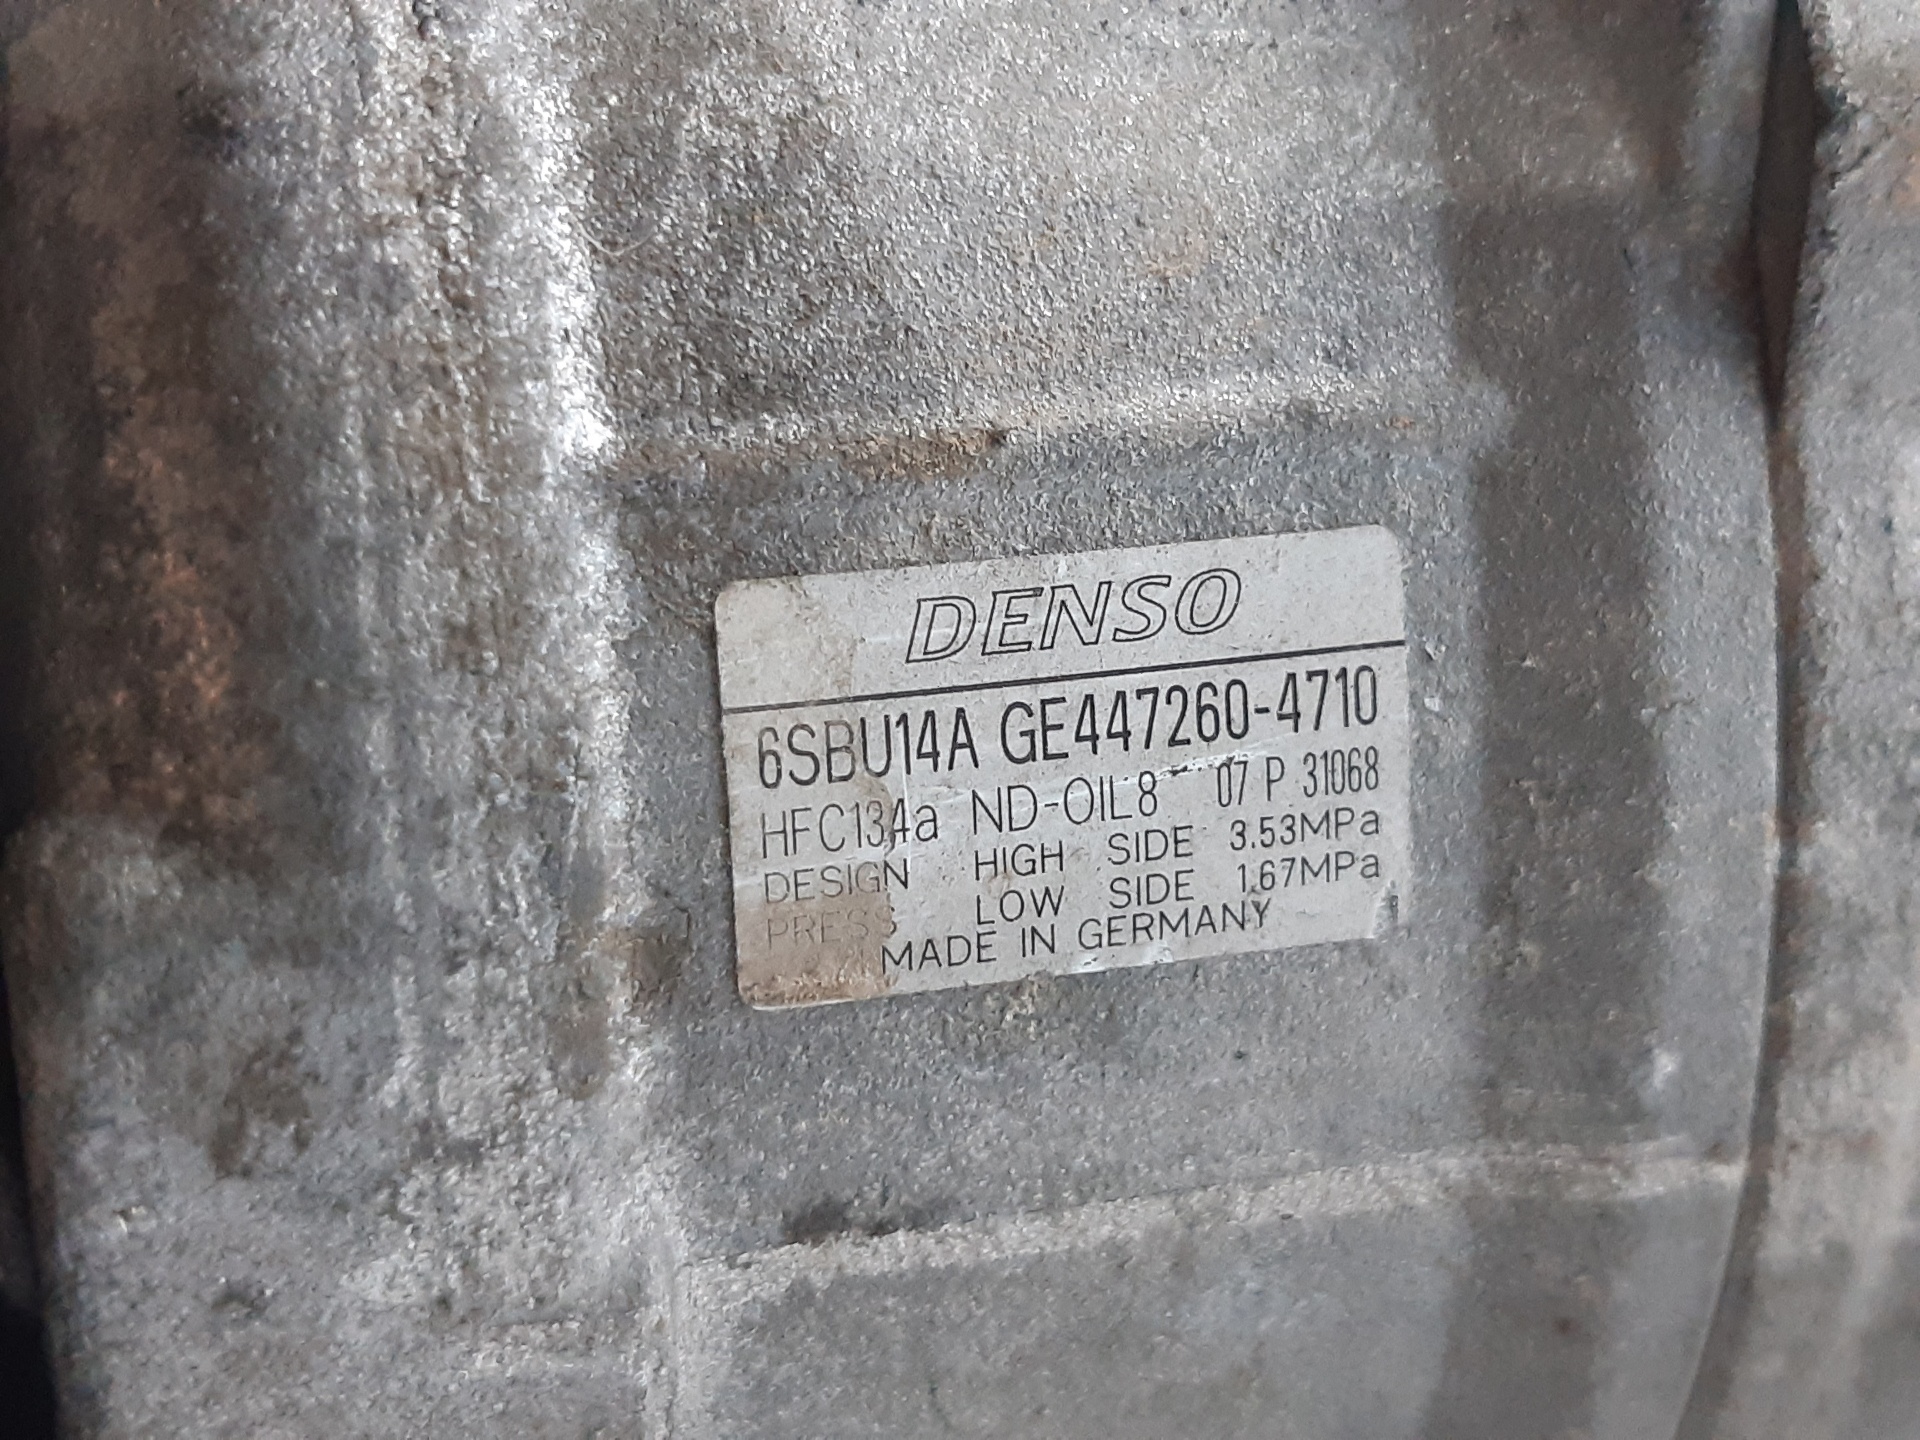 DENSO
6SBU14A GE447260-4710
HFC134a ND-OIL8 07 P 31068
DESIGN HIGH SIDE 3.53MPa
PRESS LOW SIDE 1.67MPa
MADE IN GERMANY